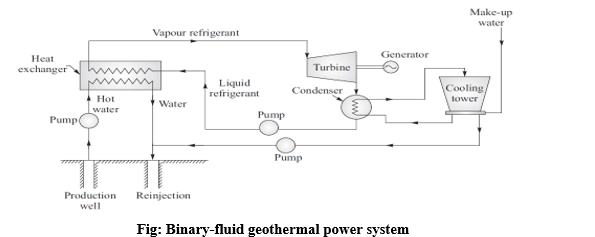 Make-up
water
Vapour refrigerant
Generator
Heat
exchanger
Turbine
Liquid
refrigerant
Condenser
Cooling
tower
Hot
water
Water
Pump
Pump
Pump
Production
well
Reinjection
Fig: Binary-fluid geothermal power system